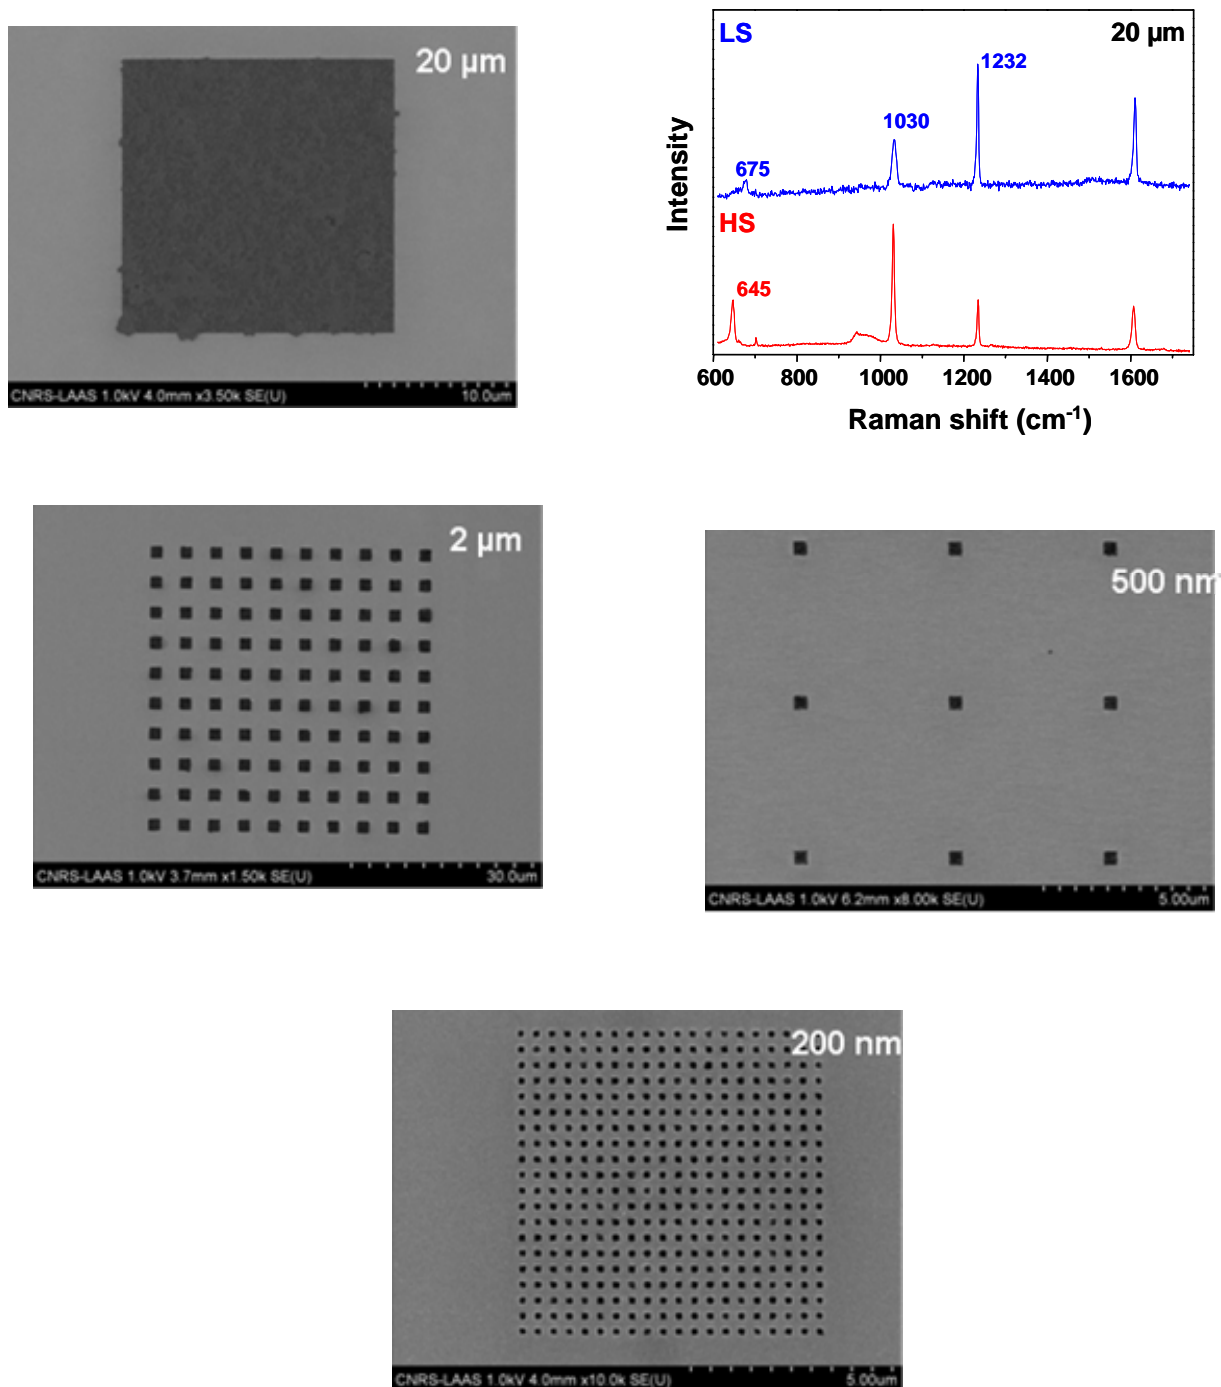 20 µm
CNRS-LAAS 1.0kV 4.0mm x3.50k SE(U) 10.0um
LS
20 µm
1232
1030
675
HS
645
Intensity
600 800 1000 1200 1400 1600
Raman shift (cm-1)
2 µm
CNRS-LAAS 1.0kV 3.7mm x1.50k SE(U) 30.0um
500 nm
CNRS-LAAS 1.0kV 6.2mm x8.00k SE(U) 5.00um
200 nm
CNRS-LAAS 1.0kV 4.0mm x10.0k SE(U) 5.00um